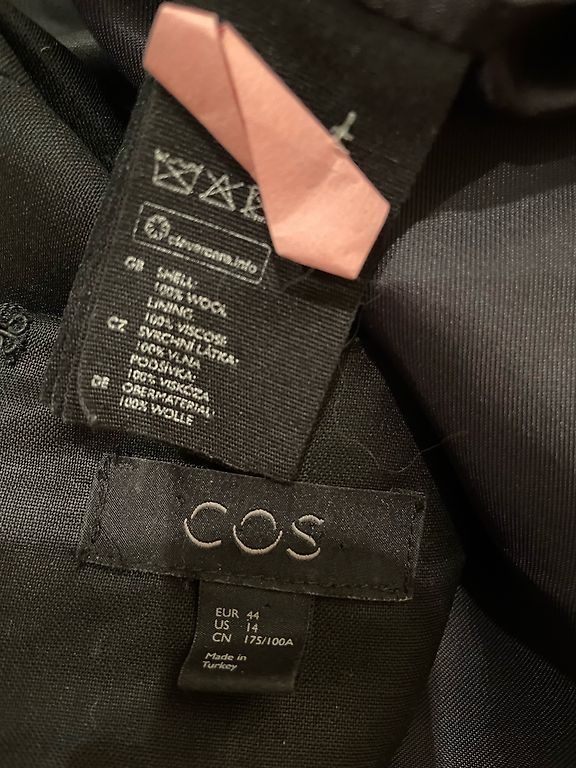 clevercare.info
GB SHELL:
100% WOOL
LINING:
100% VISCOSE
CZ SVRCHNÍ LÁTKA:
100% VLNA
PODŠÍVKA:
100% VISKÓZA
DE OBERMATERIAL:
100% WOLLE
COS
EUR 44
US 14
CN 175/100A
Made in
Turkey